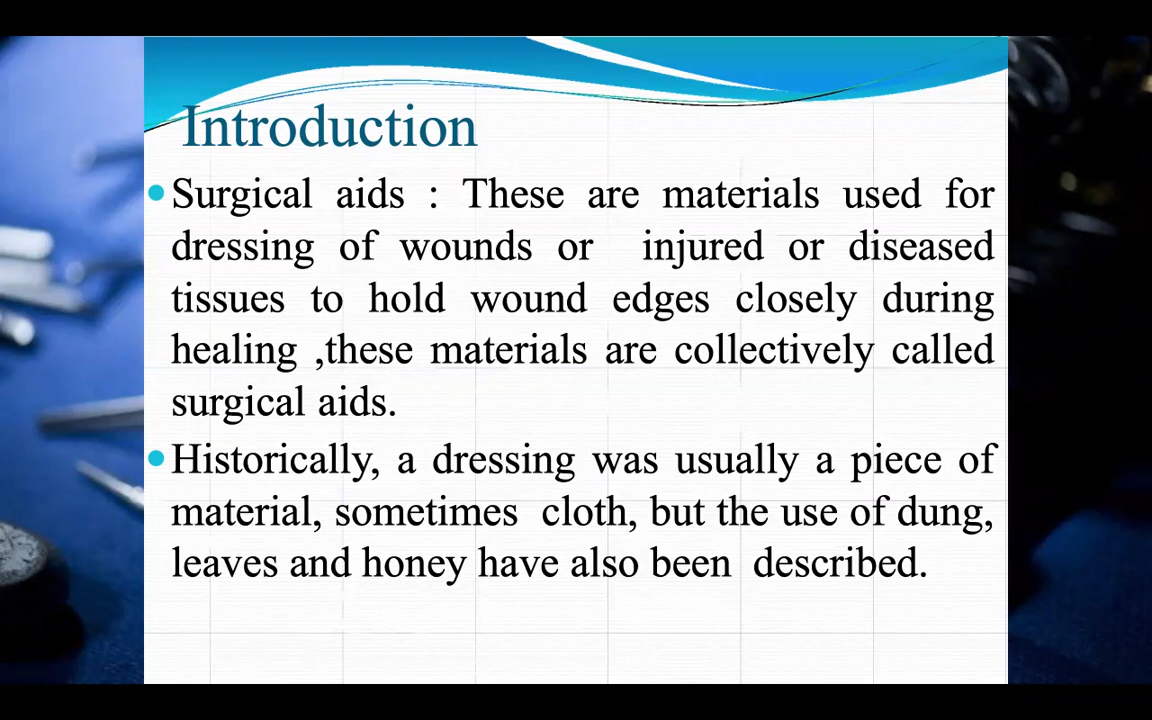 Introduction
• Surgical aids : These are materials used for
dressing of wounds or injured or diseased
tissues to hold wound edges closely during
healing ,these materials are collectively called
surgical aids.
• Historically, a dressing was usually a piece of
material, sometimes cloth, but the use of dung,
leaves and honey have also been described.